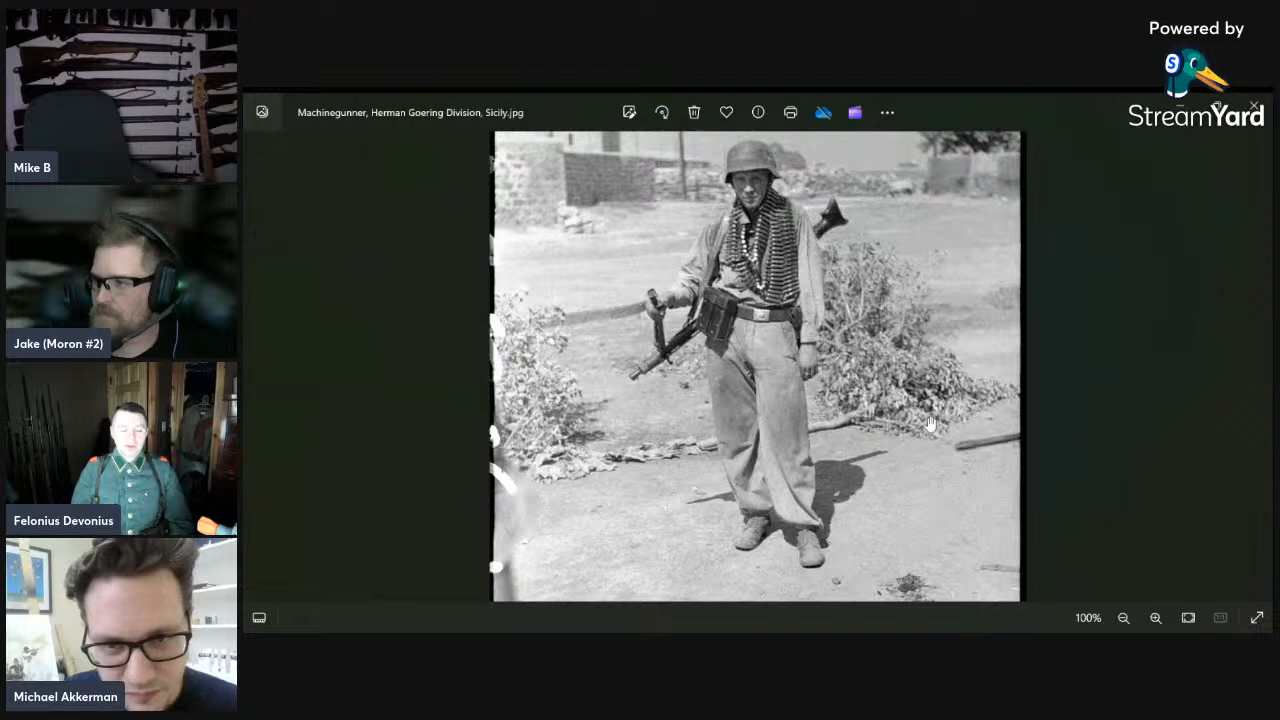 Powered by
S
StreamYard
Machinegunner, Herman Goering Division, Sicily.jpg
Mike B
Jake (Moron #2)
Felonius Devonius
Michael Akkerman
100%